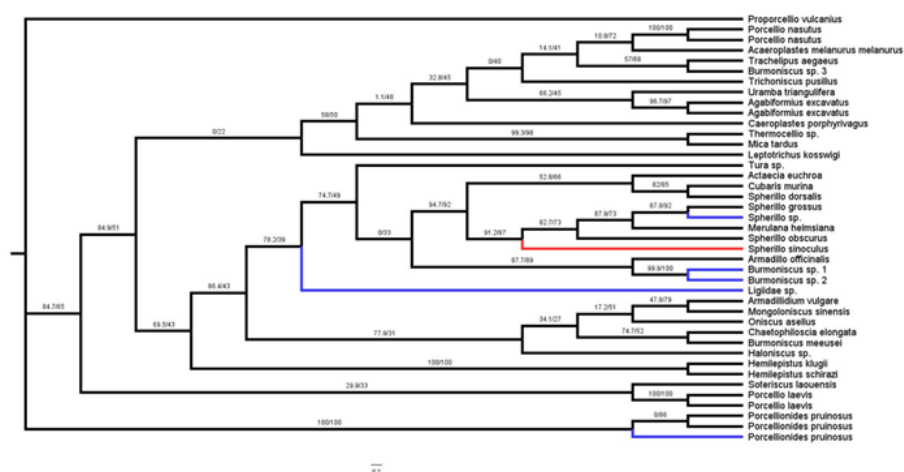 Proporcellio vulcanius
100/100 Porcellio nasutus
10.8/72 Porcellio nasutus
14.1/41 Acaeroplastes melanurus melanurus
0/40 57/68 Trachelipus aegaeus
Burmoniscus sp. 3
32.8/45 Trichoniscus pusillus
66.2/45 Uramba triangulifera
1.1/48 96.7/97 Agabiformius excavatus
Agabiformius excavatus
58/50 Caeroplastes porphyrivagus
0/22 99.3/98 Thermocellio sp.
Mica tardus
Leptotrichus kosswigi
Tura sp.
52.8/66 Actaecia euchroa
74.7/49 82/85 Cubaris murina
Spherillo dorsalis
94.7/92 87.8/92 Spherillo grossus
87.9/73 Spherillo sp.
84.9/51 0/33 91.2/67 82.7/73 Merulana helmsiana
Spherillo obscurus
78.2/39 Spherillo sinoculus
67.7/89 Armadillo officinalis
99.9/100 Burmoniscus sp. 1
Burmoniscus sp. 2
86.4/43 Ligiidae sp.
47.8/79 Armadillidium vulgare
84.7/65 17.2/51 Mongoloniscus sinensis
34.1/27 Oniscus asellus
69.5/43 77.9/31 74.7/52 Chaetophiloscia elongata
Burmoniscus meeusei
Haloniscus sp.
100/100 Hemilepistus klugii
Hemilepistus schirazi
29.9/33 Soteriscus laouensis
100/100 Porcellio laevis
Porcellio laevis
100/100 0/86 Porcellionides pruinosus
Porcellionides pruinosus
Porcellionides pruinosus